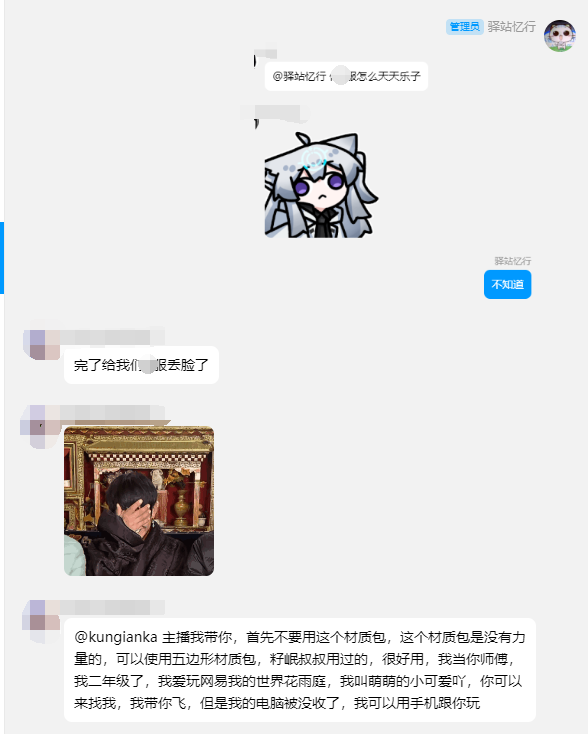 管理员 驿站忆行
@驿站忆行 服怎么天天乐子
驿站忆行
不知道
完了给我们 服丢脸了
@kungianka 主播我带你，首先不要用这个材质包，这个材质包是没有力
量的，可以使用五边形材质包，籽岷叔叔用过的，很好用，我当你师傅，
我二年级了，我爱玩网易我的世界花雨庭，我叫萌萌的小可爱吖，你可以
来找我，我带你飞，但是我的电脑被没收了，我可以用手机跟你玩